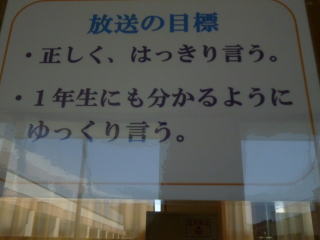 放送の目標
・正しく、はっきり言う。
・１年生にも分かるように
ゆっくり言う。